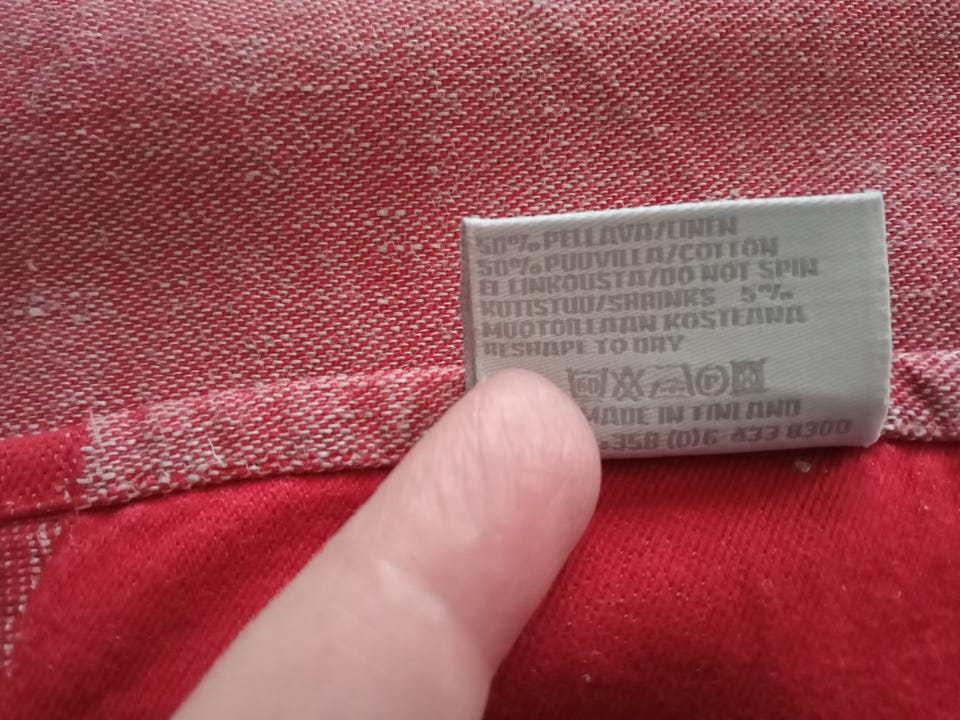 50% PELLAVA/LINEN
50% PUUVILLA/COTTON
EI LINKOUSTA/DO NOT SPIN
KUTISTUU/SHRINKS 5%
MUOTOILLAAN KOSTEANA
RESHAPE TO DRY
60 P
MADE IN FINLAND
358 (0)6 433 8300